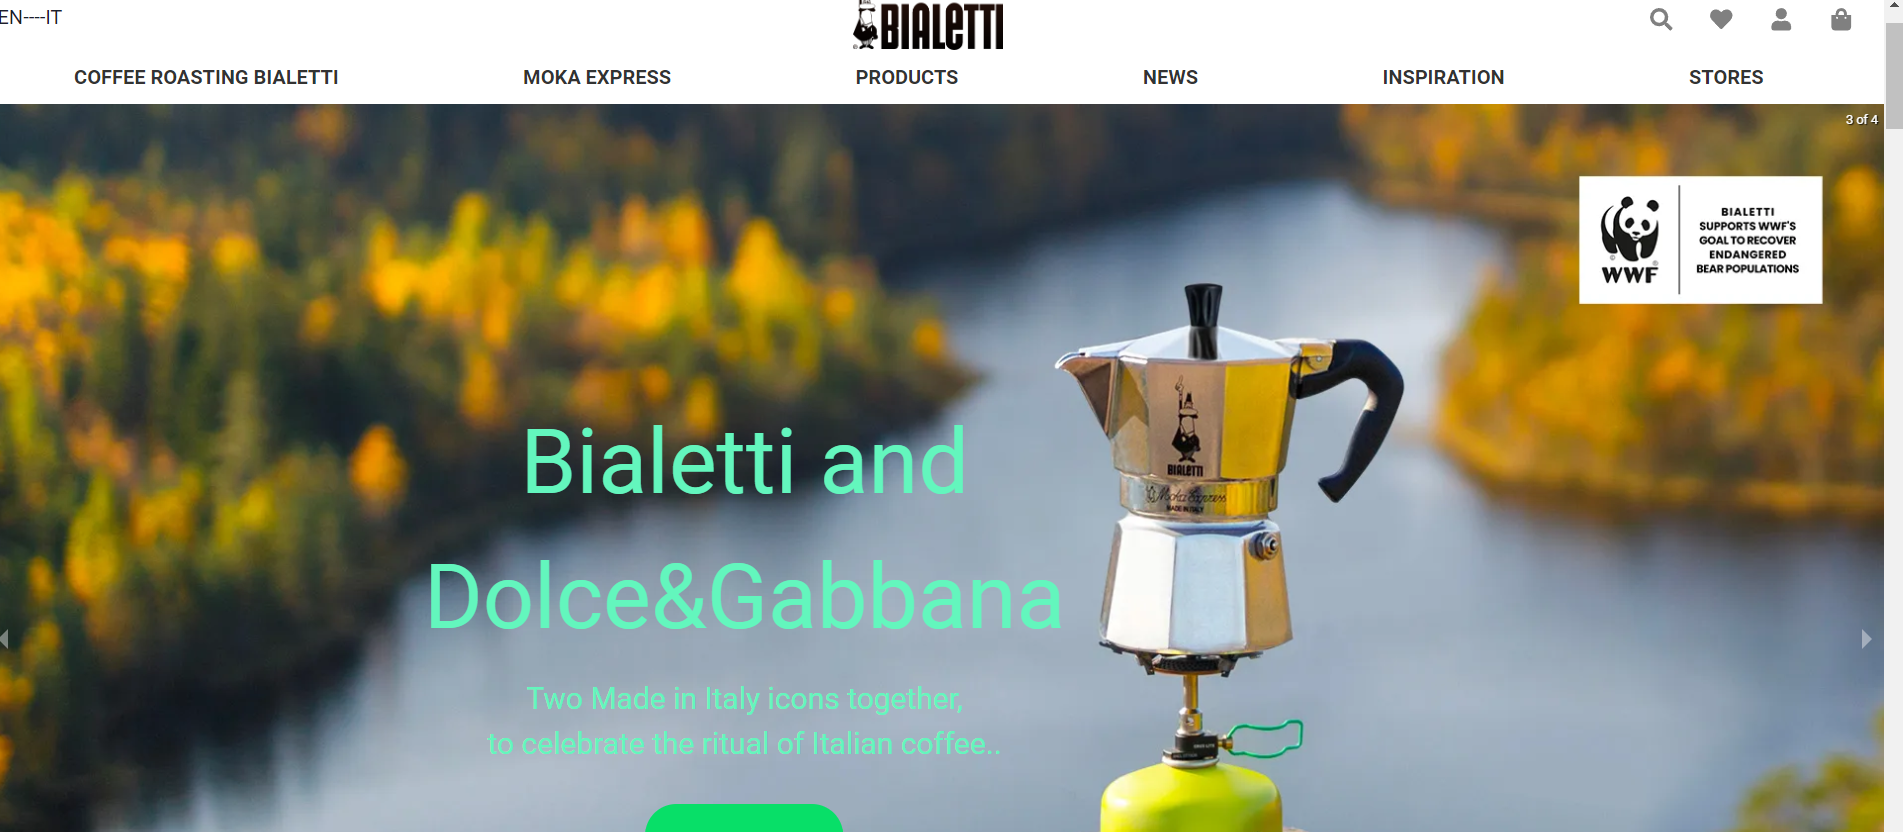 EN----IT
BIALETTI
COFFEE ROASTING BIALETTI
MOKA EXPRESS
PRODUCTS
NEWS
INSPIRATION
STORES
3 of 4
BIALETTI
SUPPORTS WWF'S
GOAL TO RECOVER
ENDANGERED
BEAR POPULATIONS
WWF
BIALETTI
Moka Express
MADE IN ITALY
Bialetti and
Dolce&Gabbana
Two Made in Italy icons together,
to celebrate the ritual of Italian coffee..